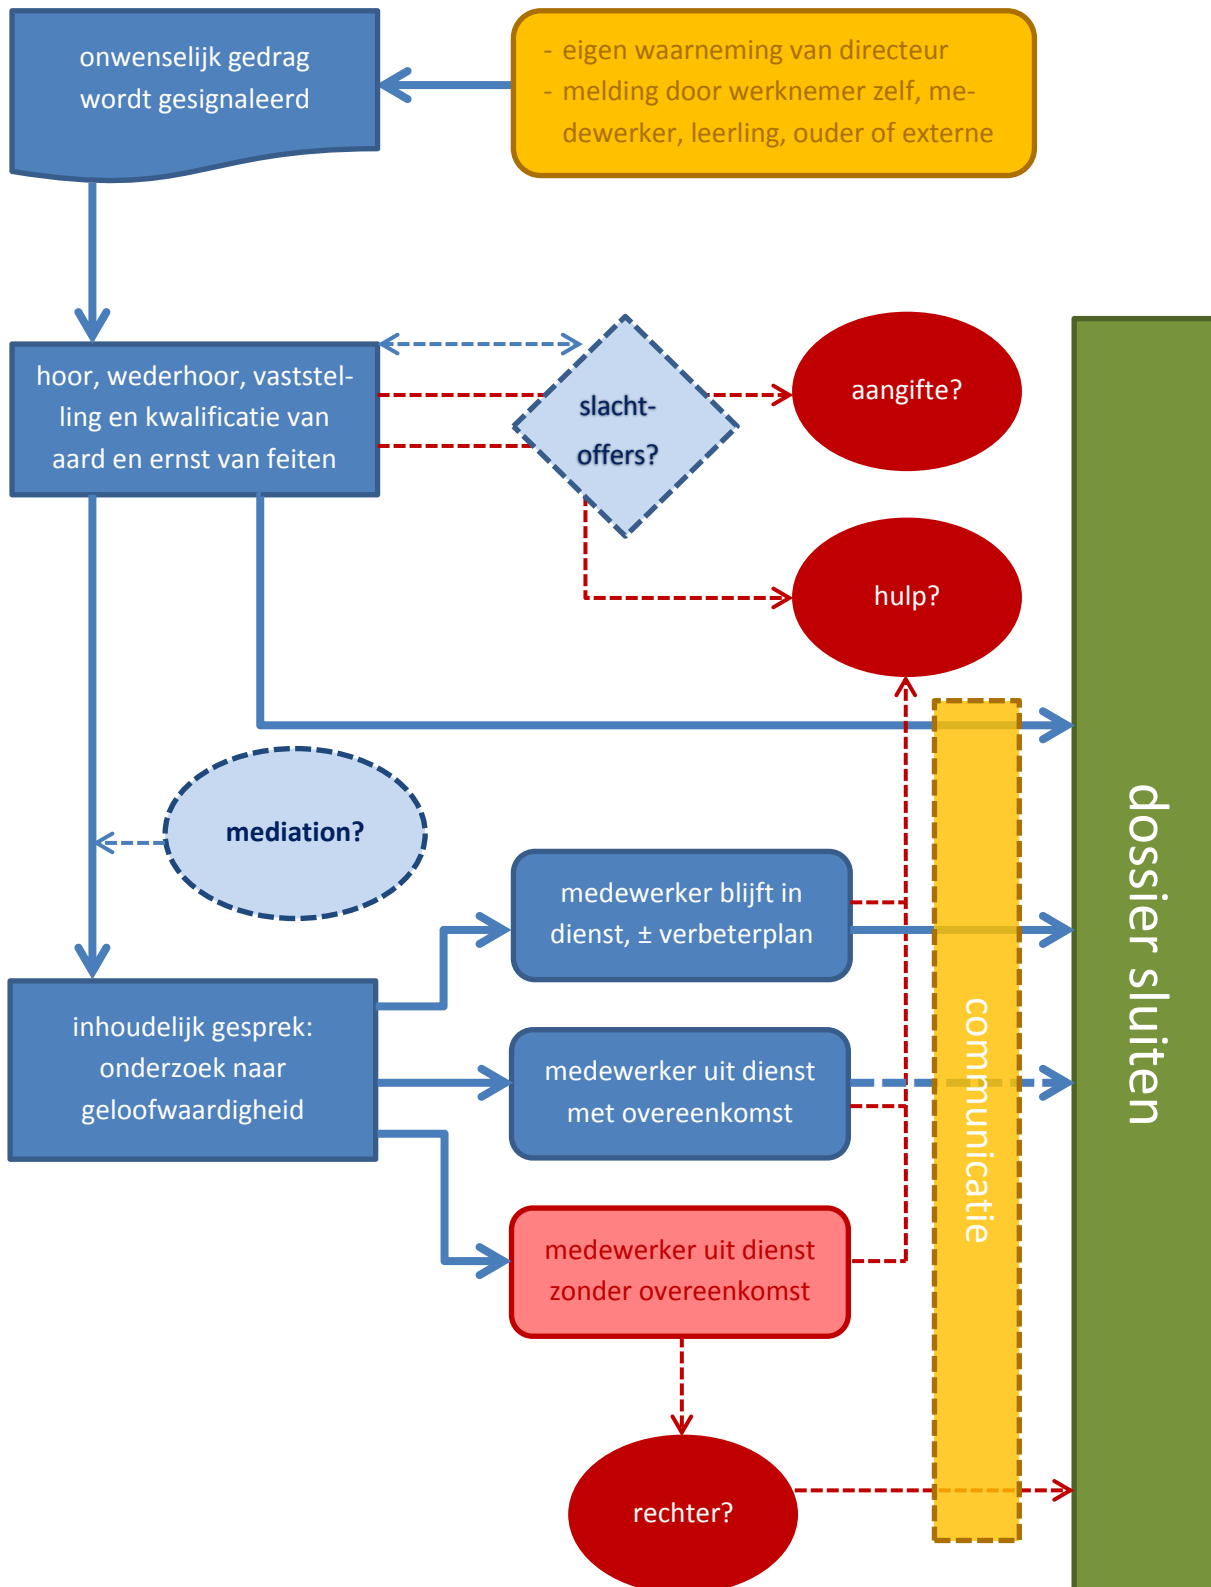 onwenselijk gedrag
wordt gesignaleerd
- eigen waarneming van directeur
- melding door werknemer zelf, me-
dewerker, leerling, ouder of externe
hoor, wederhoor, vaststel-
ling en kwalificatie van
aard en ernst van feiten
slacht-
offers?
aangifte?
hulp?
mediation?
medewerker blijft in
dienst, ± verbeterplan
inhoudelijk gesprek:
onderzoek naar
geloofwaardigheid
medewerker uit dienst
met overeenkomst
medewerker uit dienst
zonder overeenkomst
rechter?
communicatie
dossier sluiten